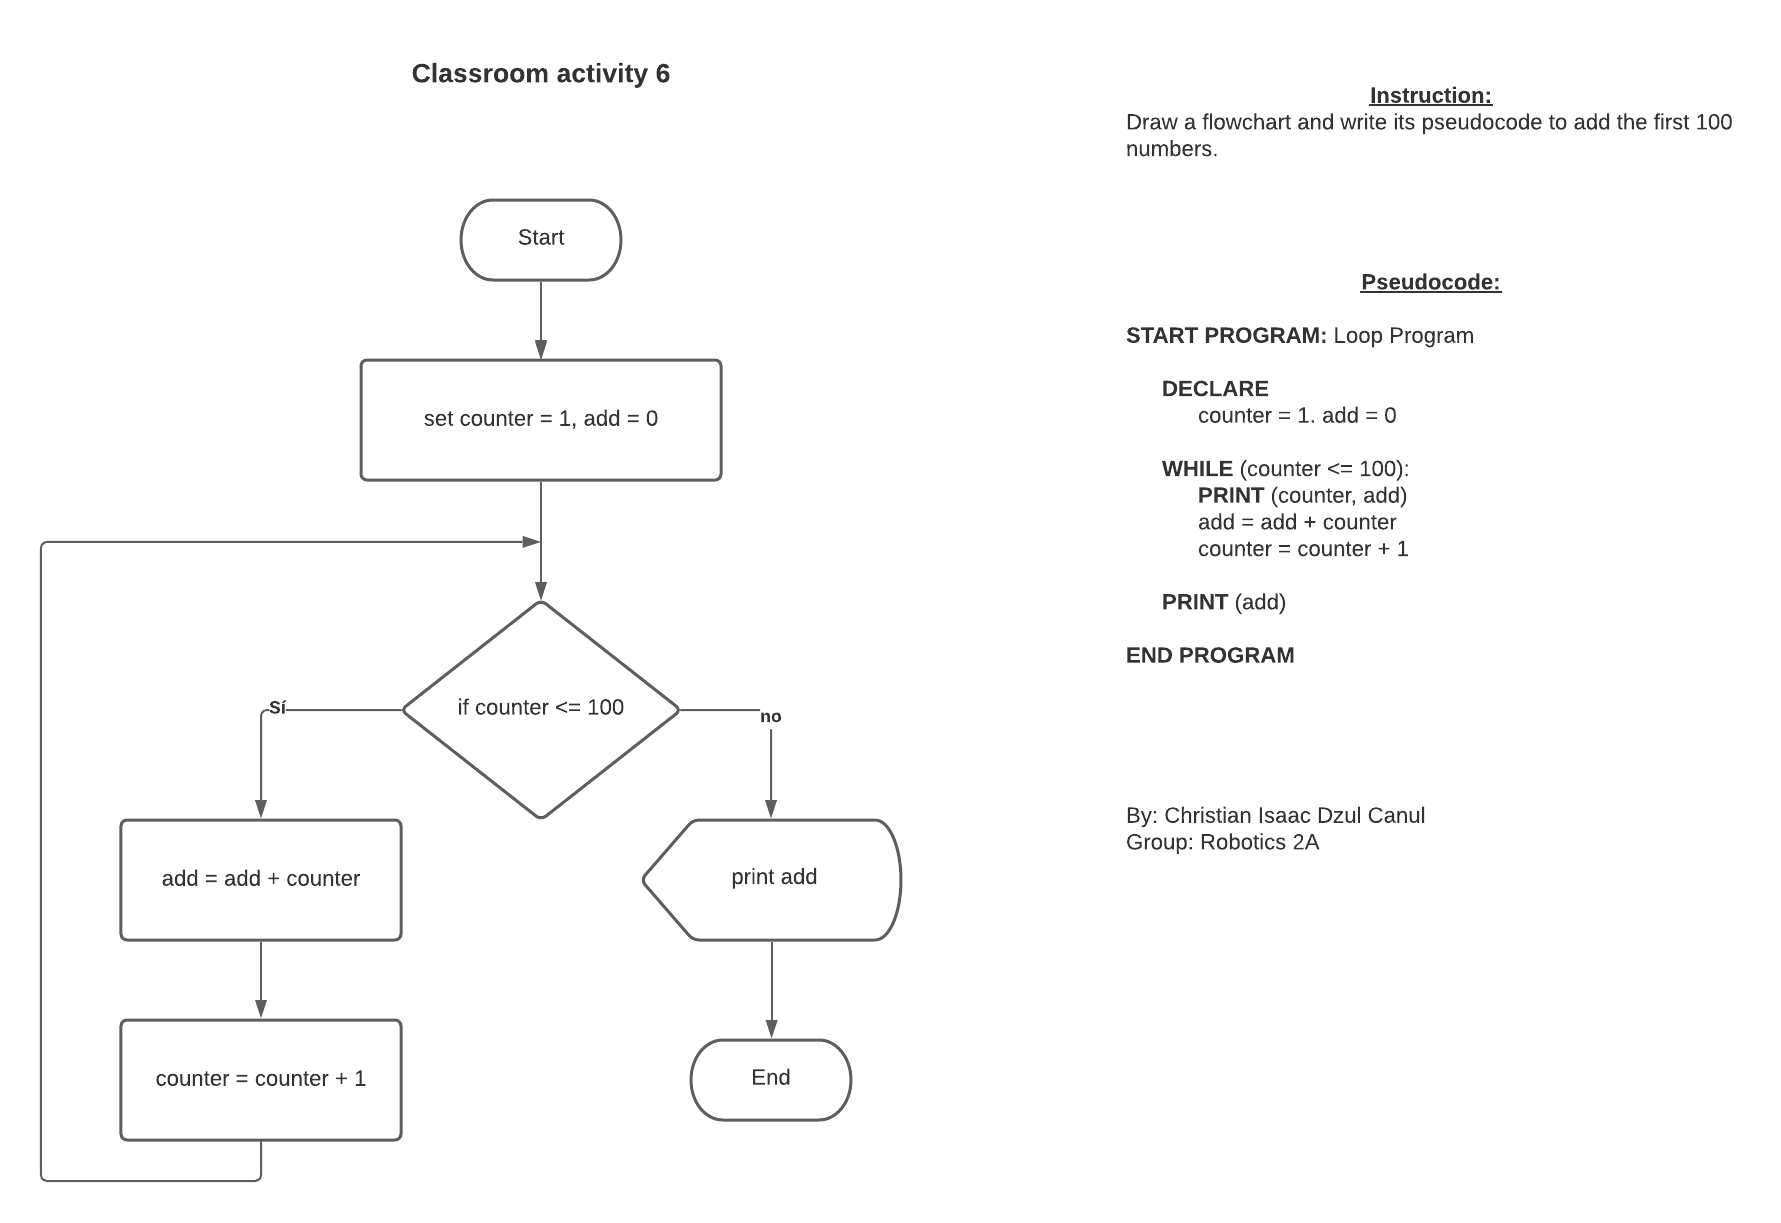 Classroom activity 6
Start
set counter = 1, add = 0
if counter <= 100
Sí
no
add = add + counter
print add
counter = counter + 1
End
Instruction:
Draw a flowchart and write its pseudocode to add the first 100
numbers.
Pseudocode:
START PROGRAM: Loop Program
DECLARE
counter = 1. add = 0
WHILE (counter <= 100):
PRINT (counter, add)
add = add + counter
counter = counter + 1
PRINT (add)
END PROGRAM
By: Christian Isaac Dzul Canul
Group: Robotics 2A